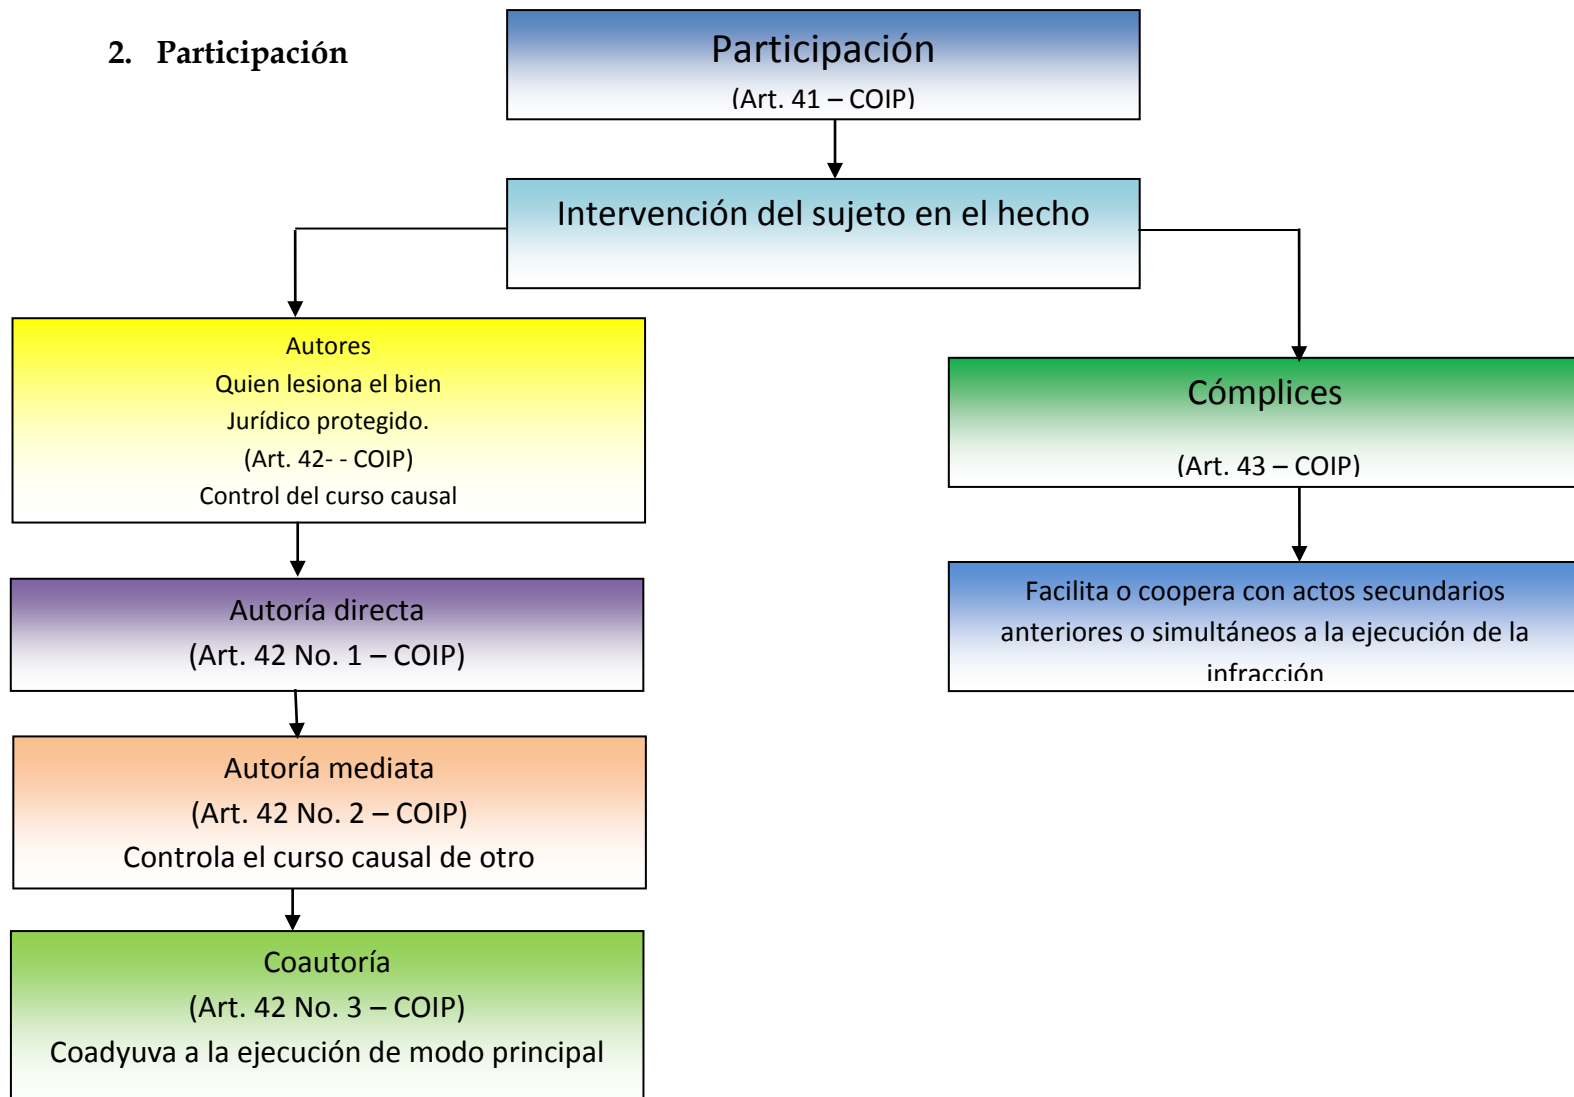 2. Participación
Participación
(Art. 41 – COIP)
Intervención del sujeto en el hecho
Autores
Quien lesiona el bien
Jurídico protegido.
(Art. 42- - COIP)
Control del curso causal
Cómplices
(Art. 43 – COIP)
Autoría directa
(Art. 42 No. 1 – COIP)
Facilita o coopera con actos secundarios
anteriores o simultáneos a la ejecución de la
infracción
Autoría mediata
(Art. 42 No. 2 – COIP)
Controla el curso causal de otro
Coautoría
(Art. 42 No. 3 – COIP)
Coadyuva a la ejecución de modo principal